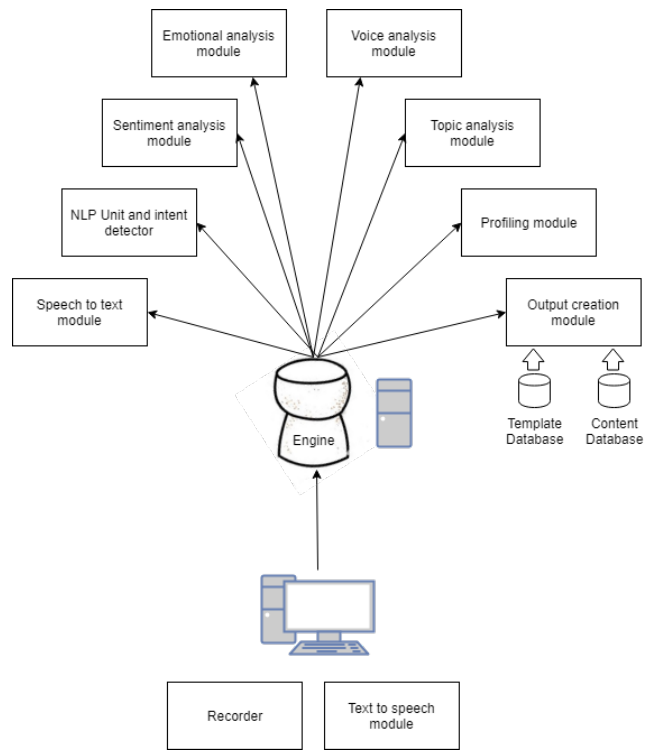 Emotional analysis
module
Voice analysis
module
Sentiment analysis
module
Topic analysis
module
NLP Unit and intent
detector
Profiling module
Speech to text
module
Output creation
module
Template
Database
Content
Database
Engine
Recorder
Text to speech
module